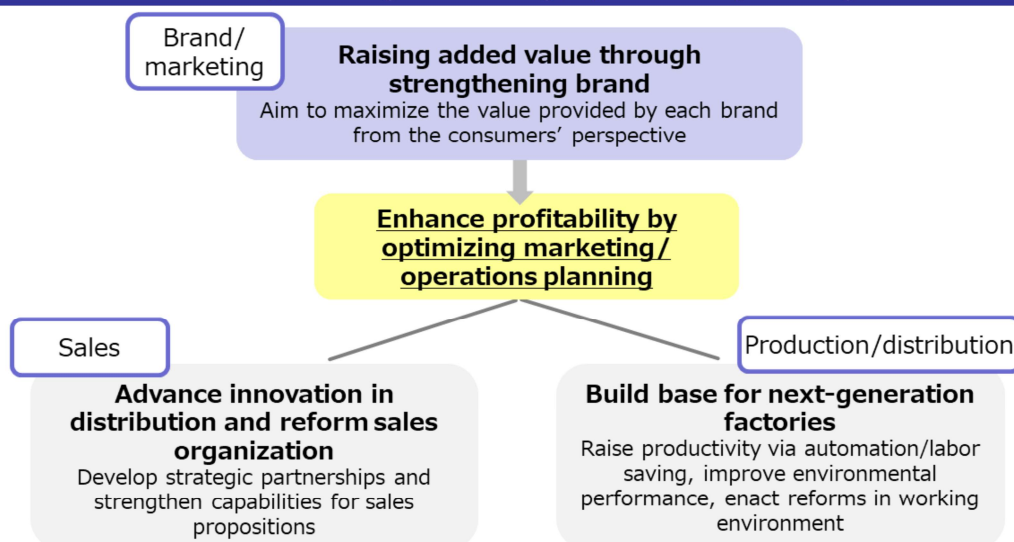 Brand/
marketing
Raising added value through
strengthening brand
Aim to maximize the value provided by each brand
from the consumers’ perspective
Enhance profitability by
optimizing marketing/
operations planning
Sales
Advance innovation in
distribution and reform sales
organization
Develop strategic partnerships and
strengthen capabilities for sales
propositions
Production/distribution
Build base for next-generation
factories
Raise productivity via automation/labor
saving, improve environmental
performance, enact reforms in working
environment